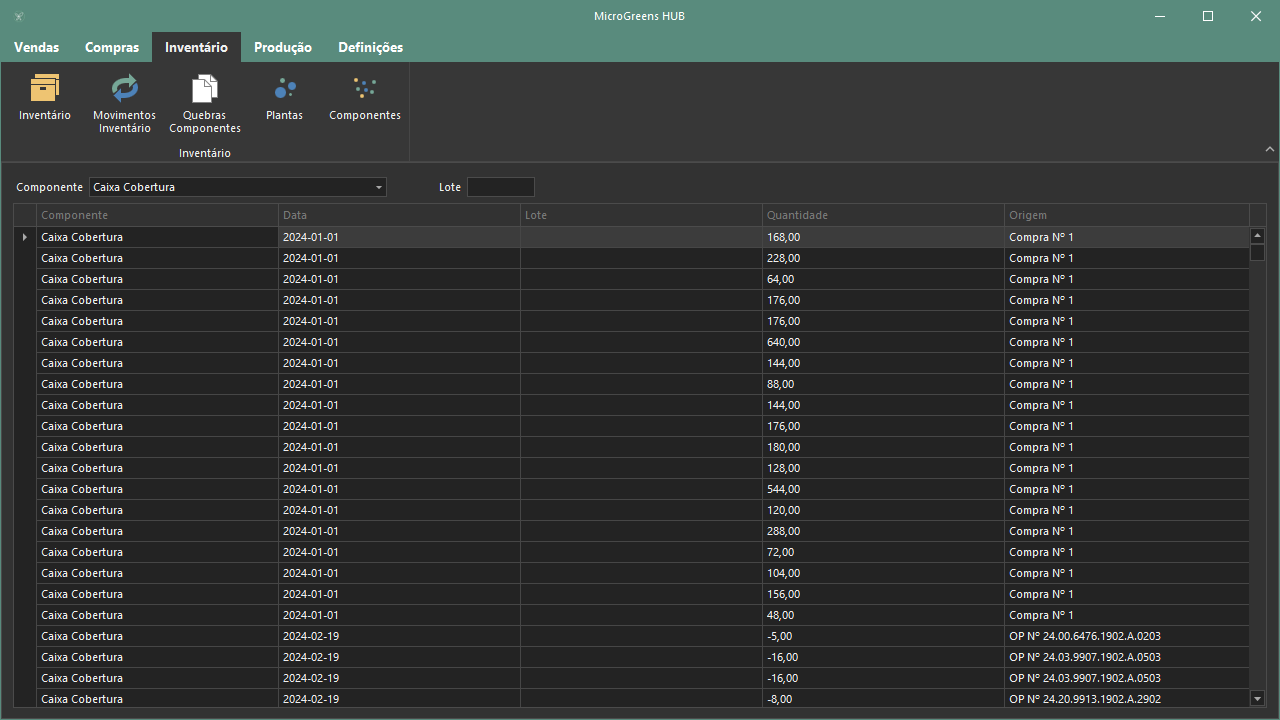 MicroGreens HUB
Vendas Compras Inventário Produção Definições
Inventário Movimentos Inventário Quebras Componentes Plantas Componentes
Inventário
Componente Caixa Cobertura Lote
Componente Data Lote Quantidade Origem
Caixa Cobertura 2024-01-01 168,00 Compra Nº 1
Caixa Cobertura 2024-01-01 228,00 Compra Nº 1
Caixa Cobertura 2024-01-01 64,00 Compra Nº 1
Caixa Cobertura 2024-01-01 176,00 Compra Nº 1
Caixa Cobertura 2024-01-01 176,00 Compra Nº 1
Caixa Cobertura 2024-01-01 640,00 Compra Nº 1
Caixa Cobertura 2024-01-01 144,00 Compra Nº 1
Caixa Cobertura 2024-01-01 88,00 Compra Nº 1
Caixa Cobertura 2024-01-01 144,00 Compra Nº 1
Caixa Cobertura 2024-01-01 176,00 Compra Nº 1
Caixa Cobertura 2024-01-01 180,00 Compra Nº 1
Caixa Cobertura 2024-01-01 128,00 Compra Nº 1
Caixa Cobertura 2024-01-01 544,00 Compra Nº 1
Caixa Cobertura 2024-01-01 120,00 Compra Nº 1
Caixa Cobertura 2024-01-01 288,00 Compra Nº 1
Caixa Cobertura 2024-01-01 72,00 Compra Nº 1
Caixa Cobertura 2024-01-01 104,00 Compra Nº 1
Caixa Cobertura 2024-01-01 156,00 Compra Nº 1
Caixa Cobertura 2024-01-01 48,00 Compra Nº 1
Caixa Cobertura 2024-02-19 -5,00 OP Nº 24.00.6476.1902.A.0203
Caixa Cobertura 2024-02-19 -16,00 OP Nº 24.03.9907.1902.A.0503
Caixa Cobertura 2024-02-19 -16,00 OP Nº 24.03.9907.1902.A.0503
Caixa Cobertura 2024-02-19 -8,00 OP Nº 24.20.9913.1902.A.2902